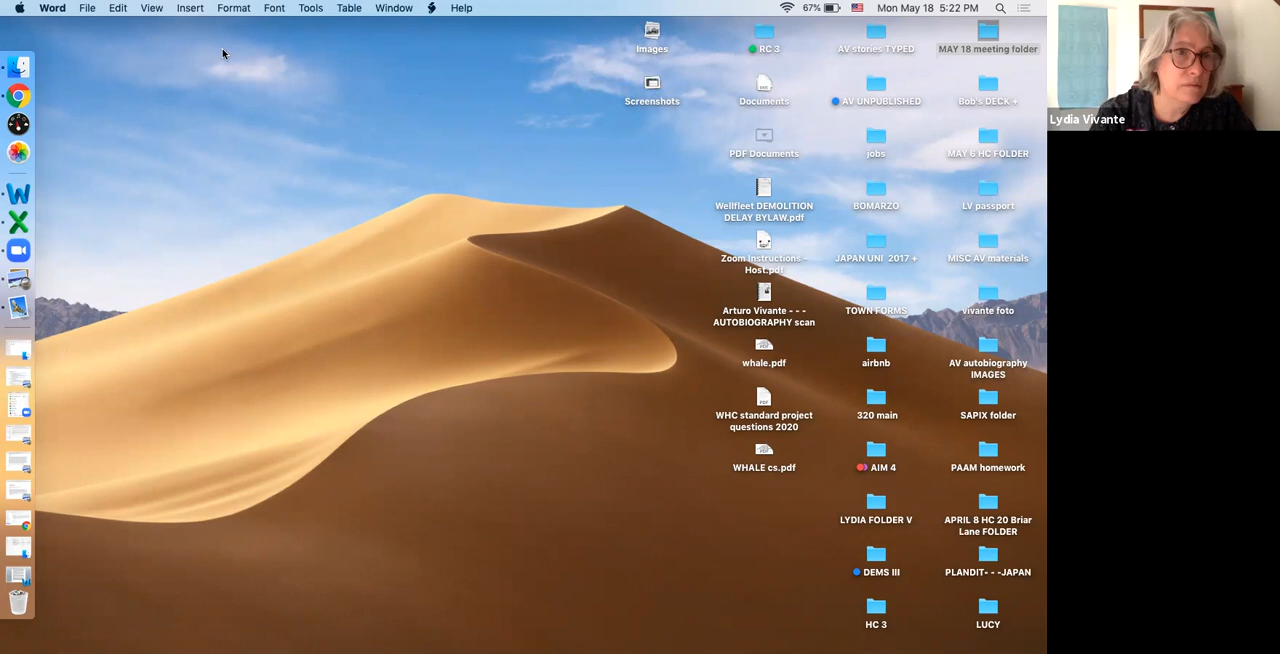 Word File Edit View Insert Format Font Tools Table Window Help 67% Mon May 18 5:22 PM
Images
RC 3
AV stories TYPED
MAY 18 meeting folder
Screenshots
Documents
AV UNPUBLISHED
Bob's DECK +
PDF Documents
jobs
MAY 6 HC FOLDER
Wellfleet DEMOLITION
DELAY BYLAW.pdf
BOMARZO
LV passport
Zoom Instructions -
Host.pdf
JAPAN UNI 2017 +
MISC AV materials
Arturo Vivante - - -
AUTOBIOGRAPHY scan
TOWN FORMS
vivante foto
whale.pdf
airbnb
AV autobiography
IMAGES
WHC standard project
questions 2020
320 main
SAPIX folder
WHALE cs.pdf
AIM 4
PAAM homework
LYDIA FOLDER V
APRIL 8 HC 20 Briar
Lane FOLDER
DEMS III
PLANDIT- - -JAPAN
HC 3
LUCY
Lydia Vivante